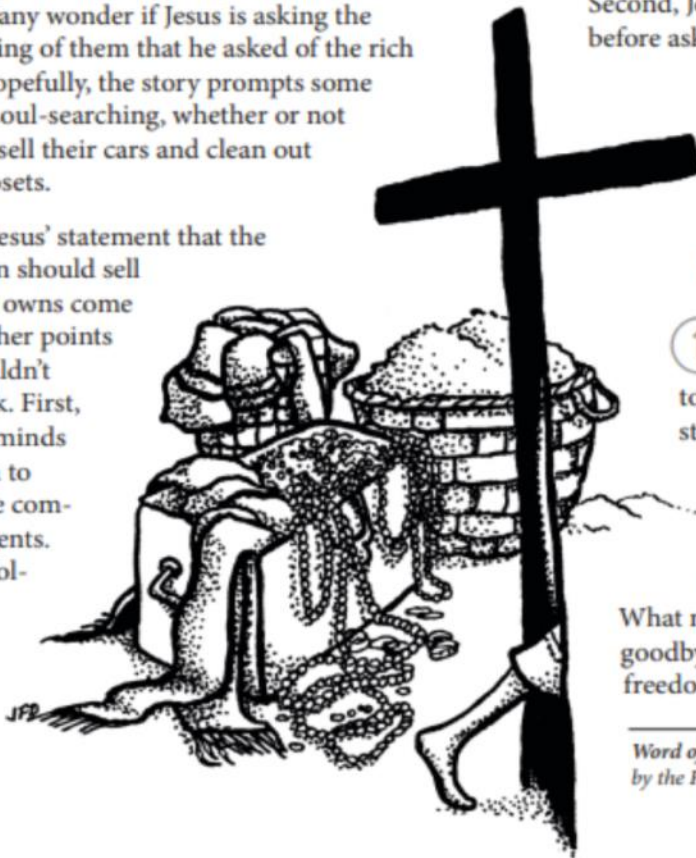 any wonder if Jesus is asking the
ing of them that he asked of the rich
opefully, the story prompts some
oul-searching, whether or not
sell their cars and clean out
osets.
esus' statement that the
n should sell
owns come
her points
ldn't
k. First,
minds
to
e com-
ents.
ol-
JFD
Second, J
before ask
to
st
What n
goodby
freedo
Word o
by the